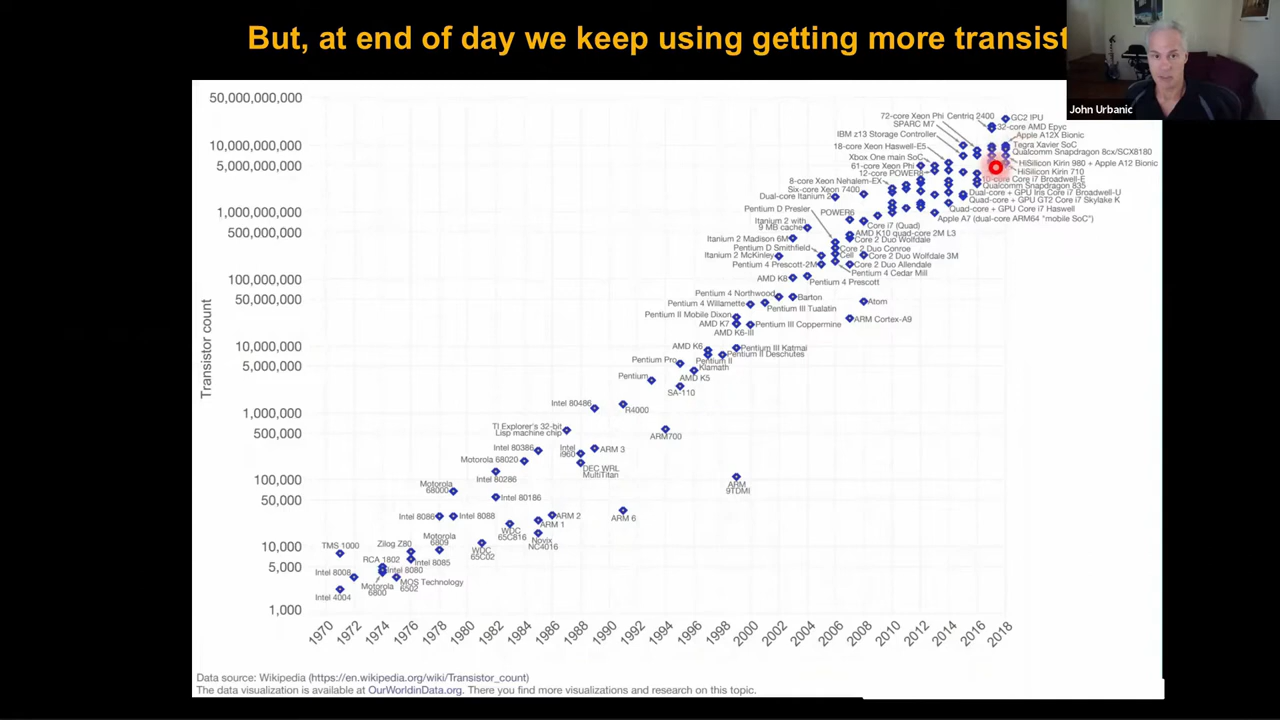 But, at end of day we keep using getting more transist
John Urbanic
50,000,000,000
10,000,000,000
5,000,000,000
1,000,000,000
500,000,000
100,000,000
50,000,000
10,000,000
5,000,000
1,000,000
500,000
100,000
50,000
10,000
5,000
1,000
Transistor count
72-core Xeon Phi
Centriq 2400
GC2 IPU
SPARC M7
32-core AMD Epyc
IBM z13 Storage Controller
Apple A12X Bionic
18-core Xeon Haswell-E5
Tegra Xavier SoC
Xbox One main SoC
Qualcomm Snapdragon 8cx/SCX8180
61-core Xeon Phi
HiSilicon Kirin 980 + Apple A12 Bionic
12-core POWER8
HiSilicon Kirin 710
8-core Xeon Nehalem-EX
10-core Core i7 Broadwell-E
Six-core Xeon 7400
Qualcomm Snapdragon 835
Dual-core Itanium 2
Dual-core + GPU Iris Core i7 Broadwell-U
Quad-core + GPU GT2 Core i7 Skylake K
Pentium D Presler
POWER6
Quad-core + GPU Core i7 Haswell
Itanium 2 with
9 MB cache
Apple A7 (dual-core ARM64 "mobile SoC")
Core i7 (Quad)
AMD K10 quad-core 2M L3
Itanium 2 Madison 6M
Core 2 Duo Wolfdale
Pentium D Smithfield
Core 2 Duo Conroe
Itanium 2 McKinley
Cell
Core 2 Duo Wolfdale 3M
Pentium 4 Prescott-2M
Core 2 Duo Allendale
Pentium 4 Cedar Mill
AMD K8
Pentium 4 Prescott
Pentium 4 Northwood
Barton
Pentium 4 Willamette
Atom
Pentium III Tualatin
Pentium II Mobile Dixon
ARM Cortex-A9
AMD K7
Pentium III Coppermine
AMD K6-III
AMD K6
Pentium III Katmai
Pentium II Deschutes
Pentium Pro
Pentium II
Klamath
Pentium
AMD K5
SA-110
Intel 80486
R4000
TI Explorer's 32-bit
Lisp machine chip
ARM700
Intel 80386
Intel
i960
ARM 3
Motorola 68020
DEC WRL
MultiTitan
Intel 80286
ARM
9TDMI
Motorola
68000
Intel 80186
Intel 8086
Intel 8088
ARM 2
ARM 6
ARM 1
WDC
65C816
Novix
NC4016
TMS 1000
Zilog Z80
Motorola
6809
WDC
65C02
RCA 1802
Intel 8085
Intel 8008
Intel 8080
Motorola
6800
MOS Technology
6502
Intel 4004
1970 1972 1974 1976 1978 1980 1982 1984 1986 1988 1990 1992 1994 1996 1998 2000 2002 2004 2006 2008 2010 2012 2014 2016 2018
Data source: Wikipedia (https://en.wikipedia.org/wiki/Transistor_count)
The data visualization is available at OurWorldinData.org. There you find more visualizations and research on this topic.